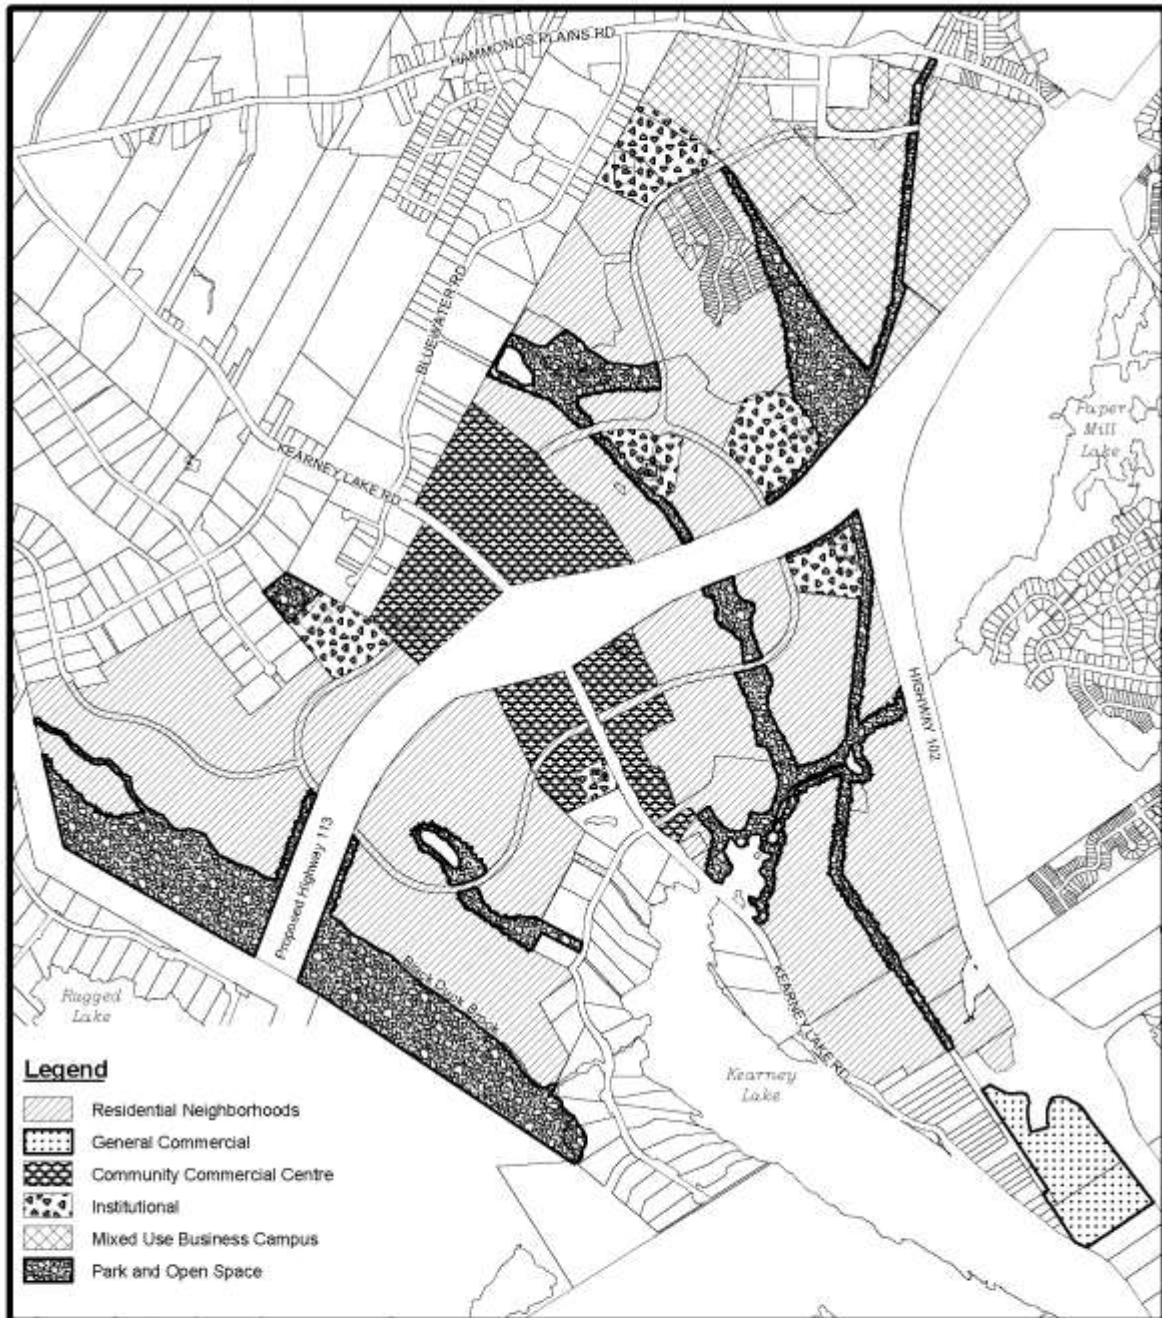 HAMMONDS PLAINS RD
BLUEWATER RD
Paper
Mill
Lake
KEARNEY LAKE RD
HIGHWAY 102
Proposed Highway 113
Black Duck Brook
Ragged
Lake
KEARNEY LAKE RD
Kearney
Lake
Legend
Residential Neighborhoods
General Commercial
Community Commercial Centre
Institutional
Mixed Use Business Campus
Park and Open Space